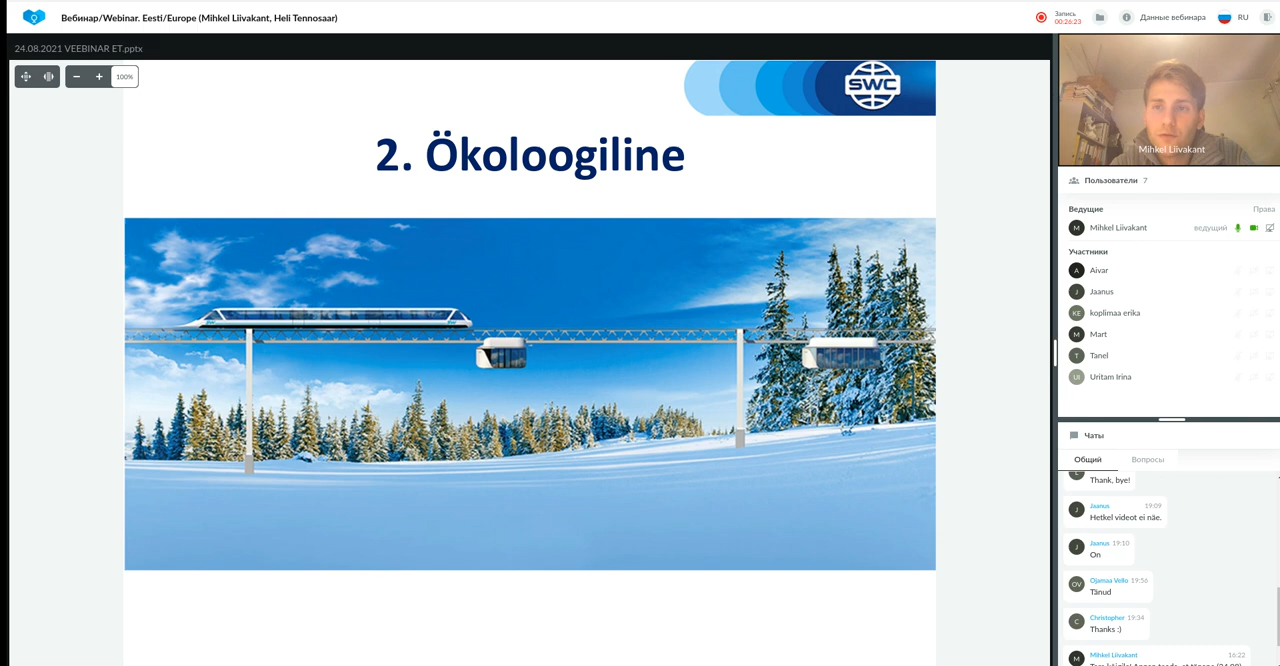 Вебинар/Webinar. Eesti/Europe (Mihkel Liivakant, Heli Tennosaar)
Запись
00:26:23
Данные вебинара
RU
24.08.2021 VEEBINAR ET.pptx
100%
SWC
2. Ökoloogiline
Mihkel Liivakant
Пользователи 7
Ведущие
Права
M
Mihkel Liivakant
ведущий
Участники
A
Aivar
J
Jaanus
KE
koplimaa erika
M
Mart
T
Tanel
UI
Uritam Irina
Чаты
Общий
Вопросы
Thank, bye!
J
Jaanus 19:09
Hetkel videot ei näe.
J
Jaanus 19:10
On
OV
Ojamaa Vello 19:56
Tänud
C
Christopher 19:34
Thanks :)
M
Mihkel Liivakant 16:22